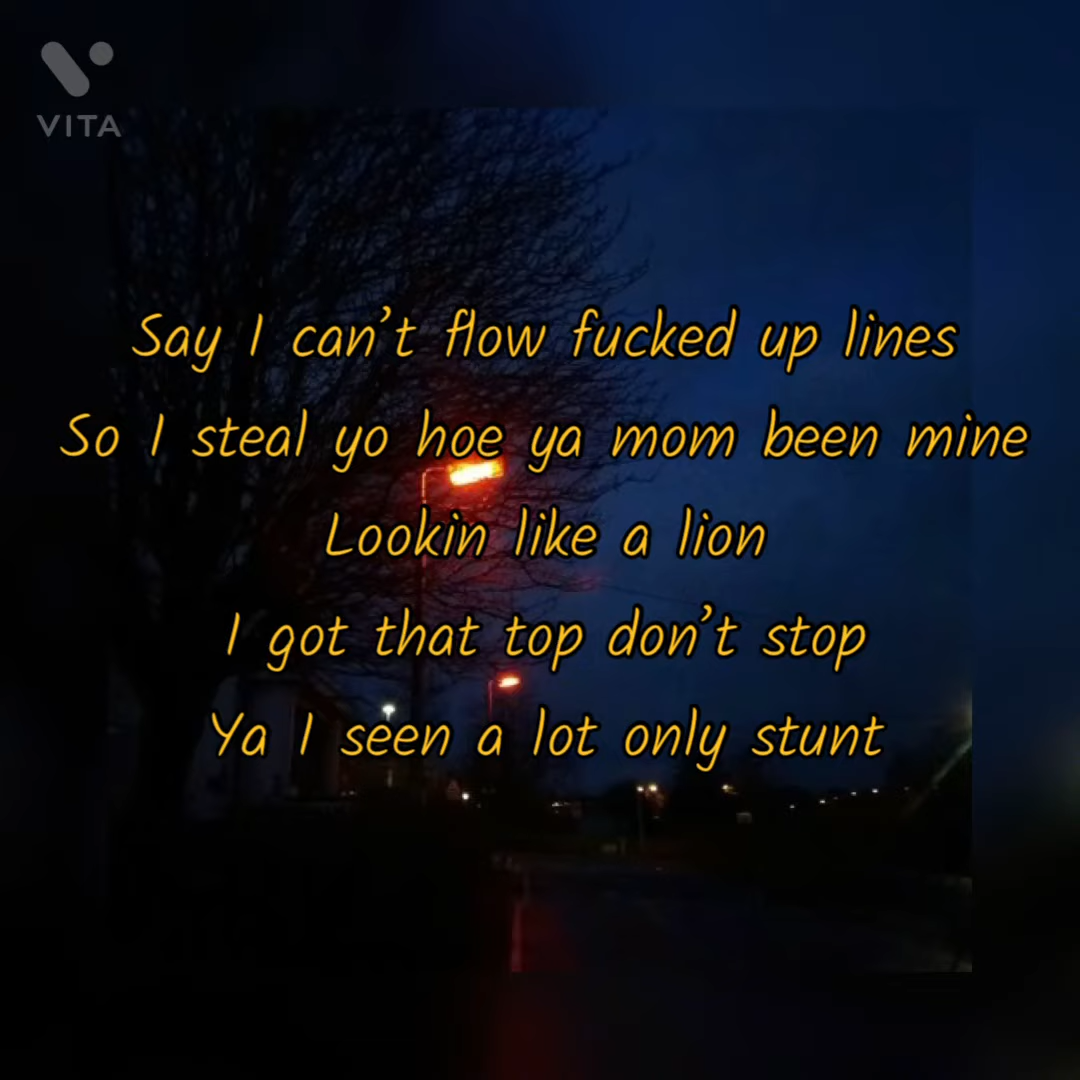 VITA
Say I can't flow fucked up lines
So I steal yo hoe ya mom been mine
Lookin like a lion
I got that top don't stop
Ya I seen a lot only stunt